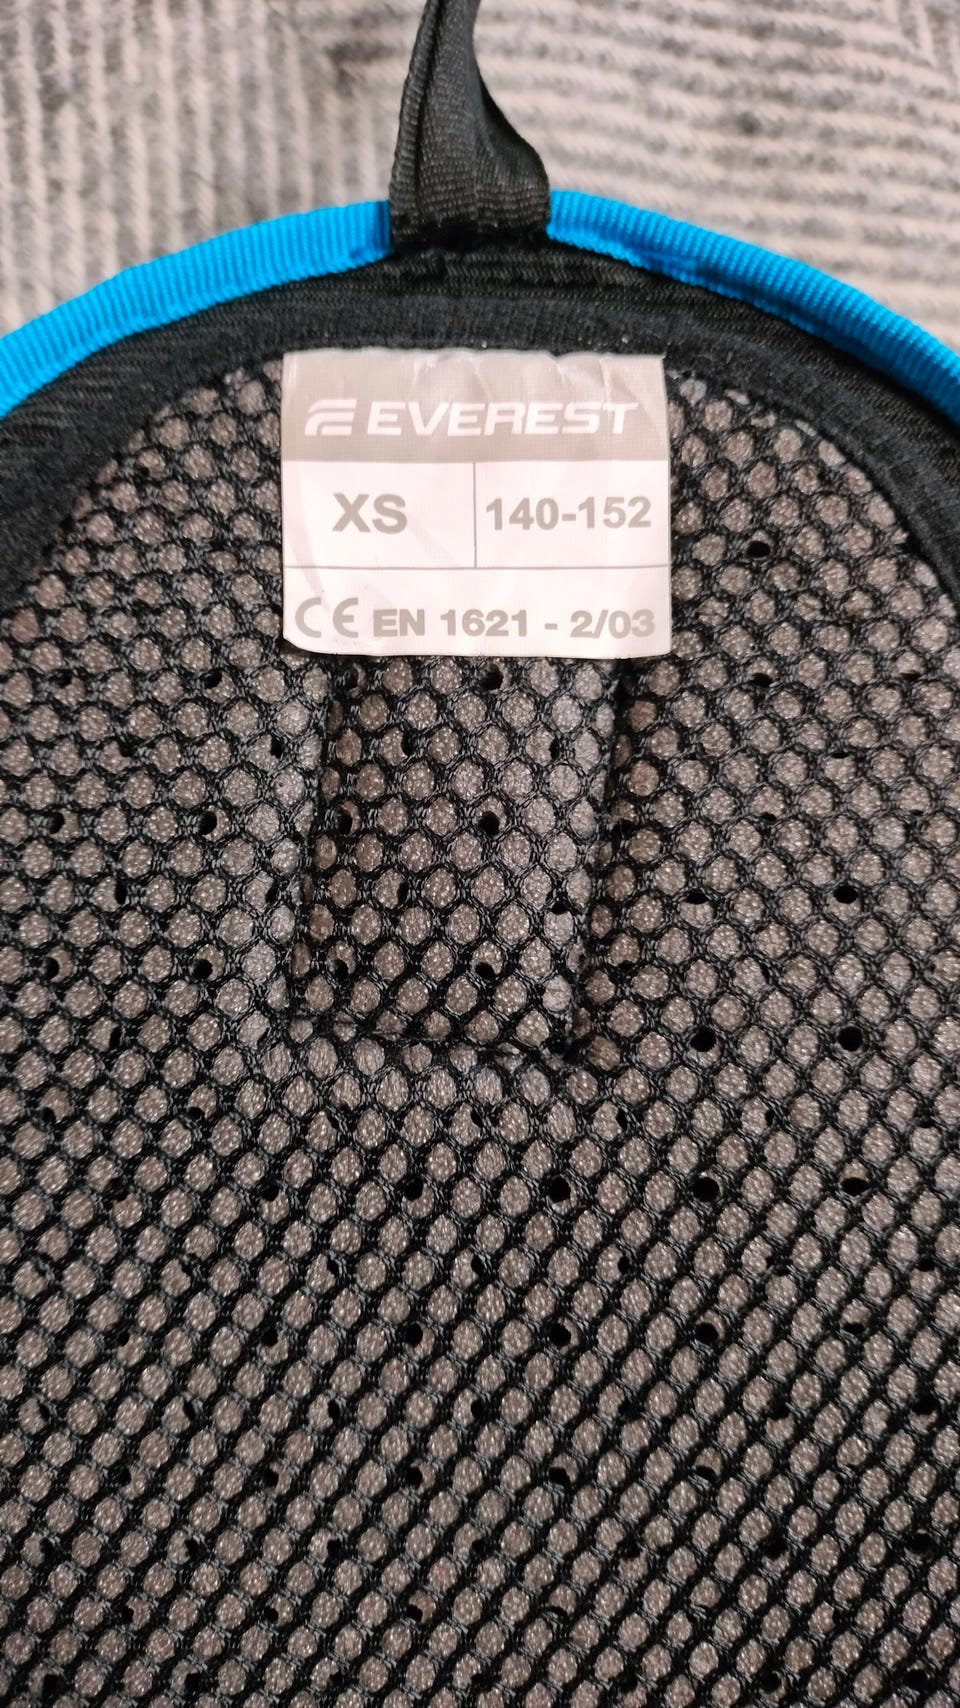 EVEREST
XS 140-152
CE EN 1621 - 2/03